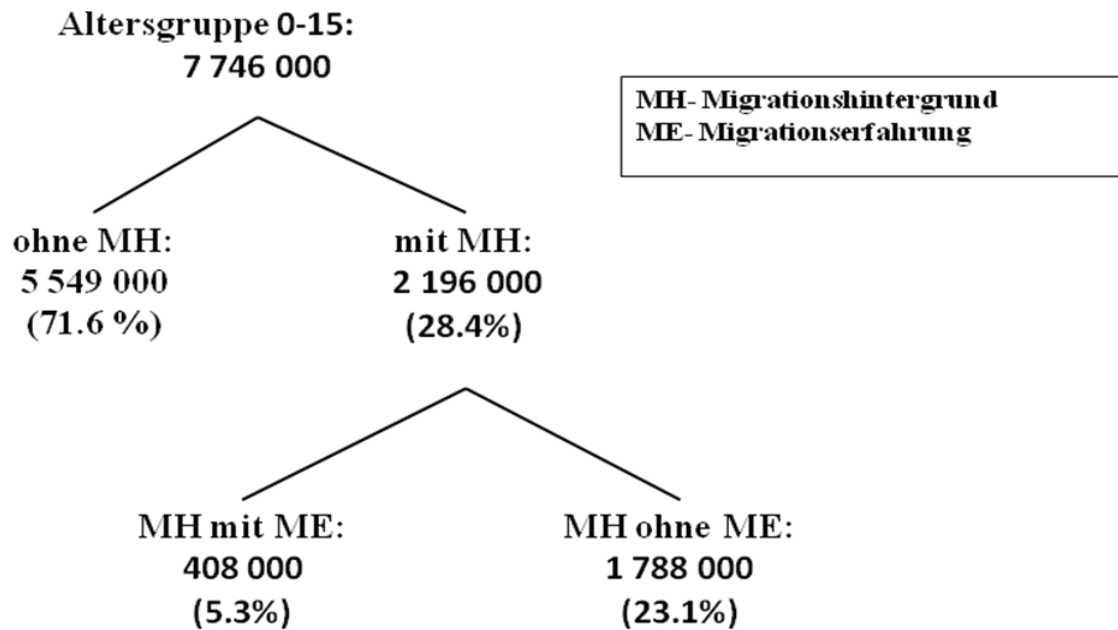 Altersgruppe 0-15:
7 746 000
MH- Migrationshintergrund
ME- Migrationserfahrung
ohne MH:
5 549 000
(71.6 %)
mit MH:
2 196 000
(28.4%)
MH mit ME:
408 000
(5.3%)
MH ohne ME:
1 788 000
(23.1%)